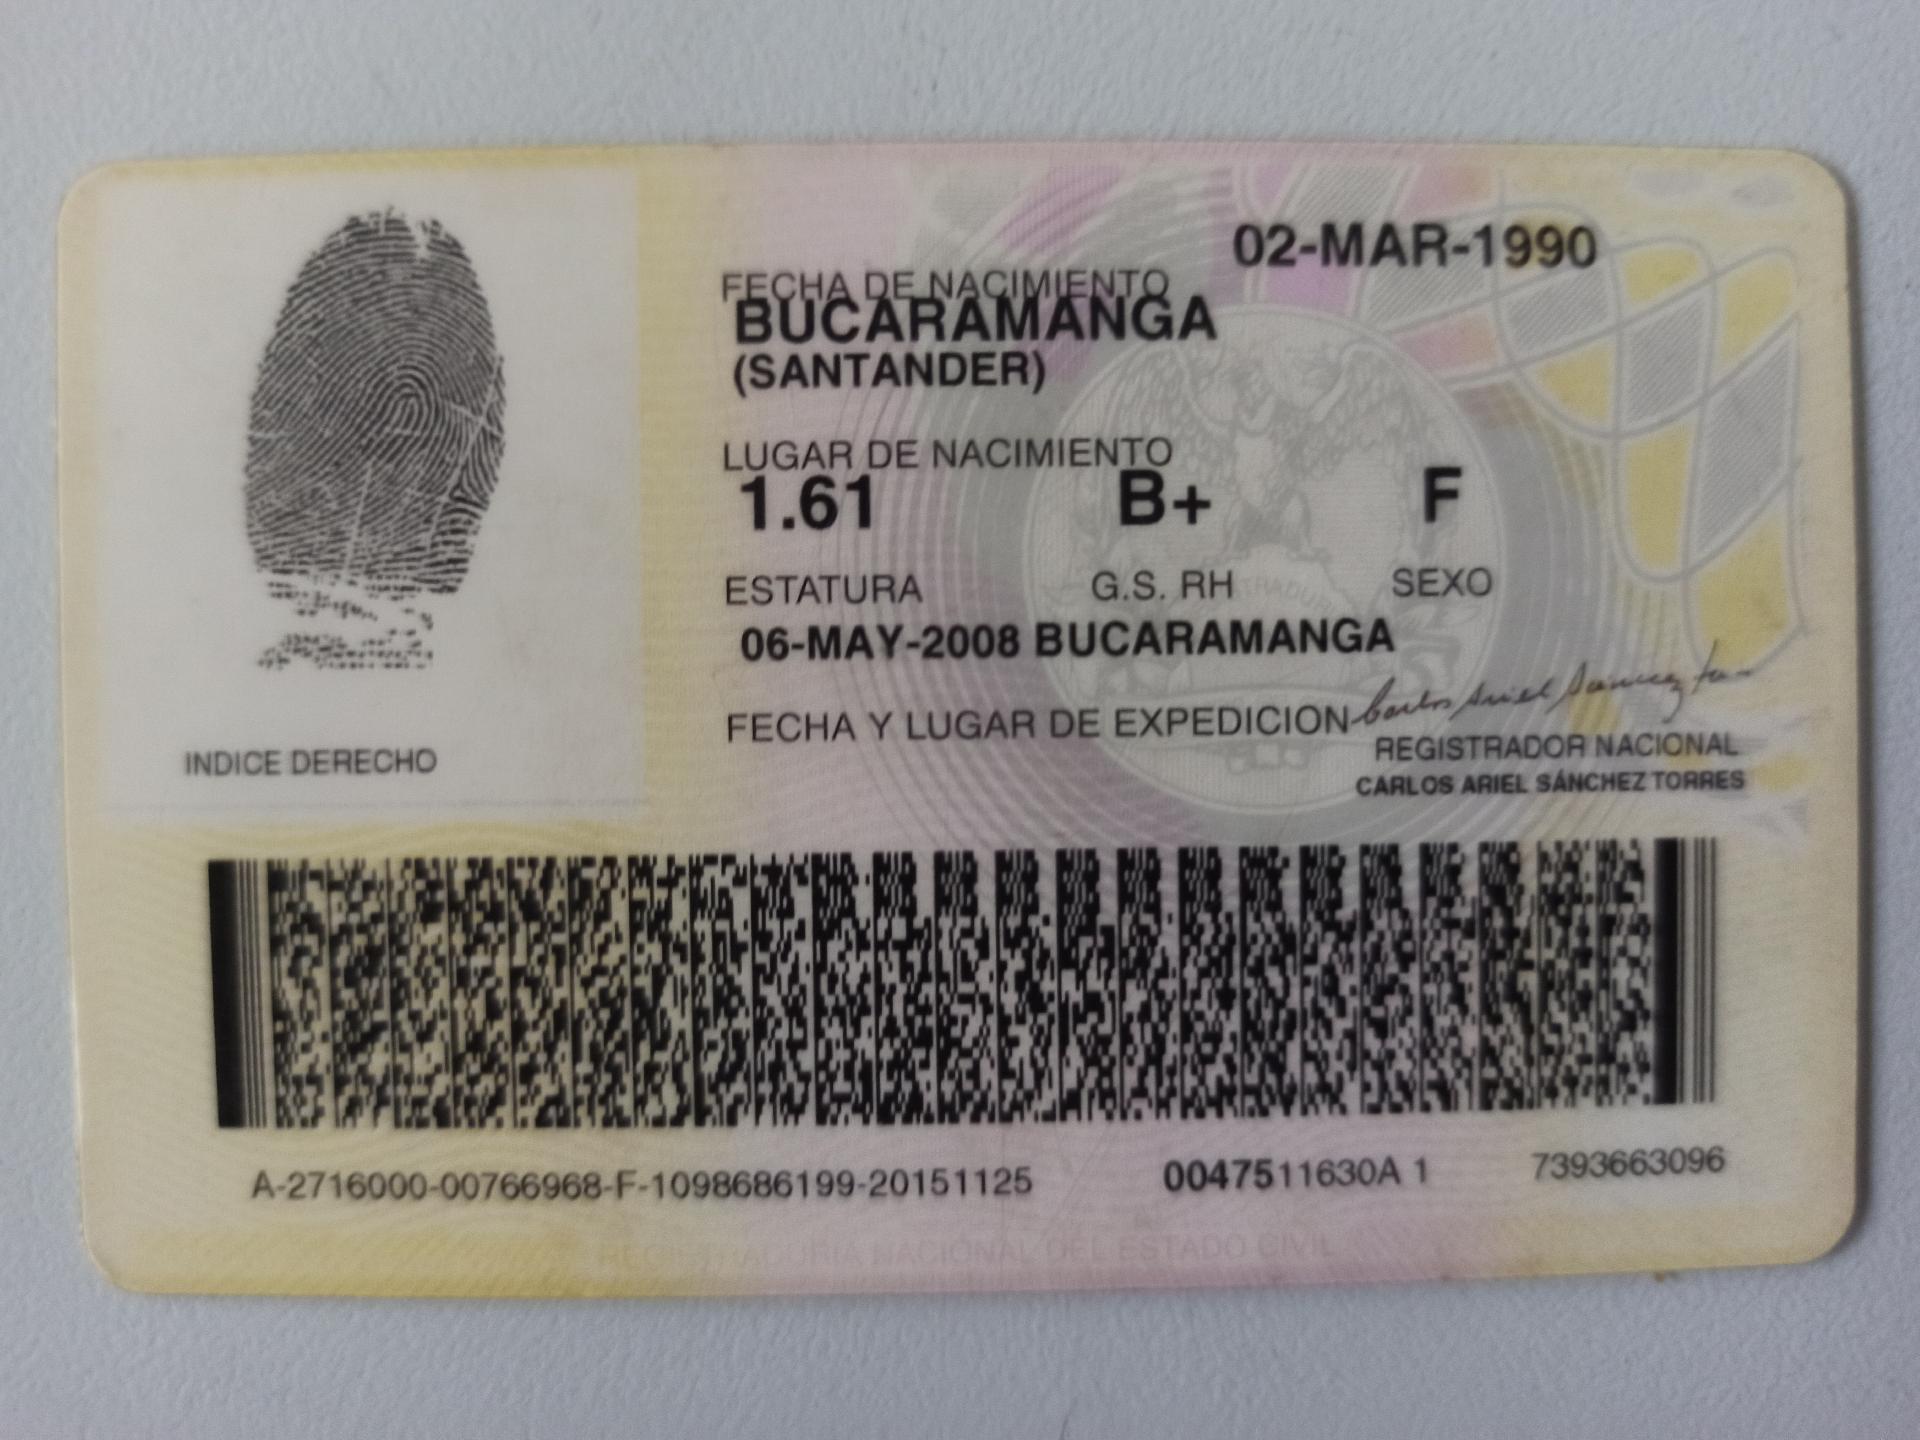 02-MAR-1990
FECHA DE NACIMIENTO
BUCARAMANGA
(SANTANDER)
LUGAR DE NACIMIENTO
1.61 B+ F
ESTATURA G.S. RH SEXO
06-MAY-2008 BUCARAMANGA
FECHA Y LUGAR DE EXPEDICION
Carlos Ariel Sánchez
REGISTRADOR NACIONAL
CARLOS ARIEL SÁNCHEZ TORRES
INDICE DERECHO
A-2716000-00766968-F-1098686199-20151125 0047511630A 1 7393663096
REGISTRADURIA NACIONAL DEL ESTADO CIVIL